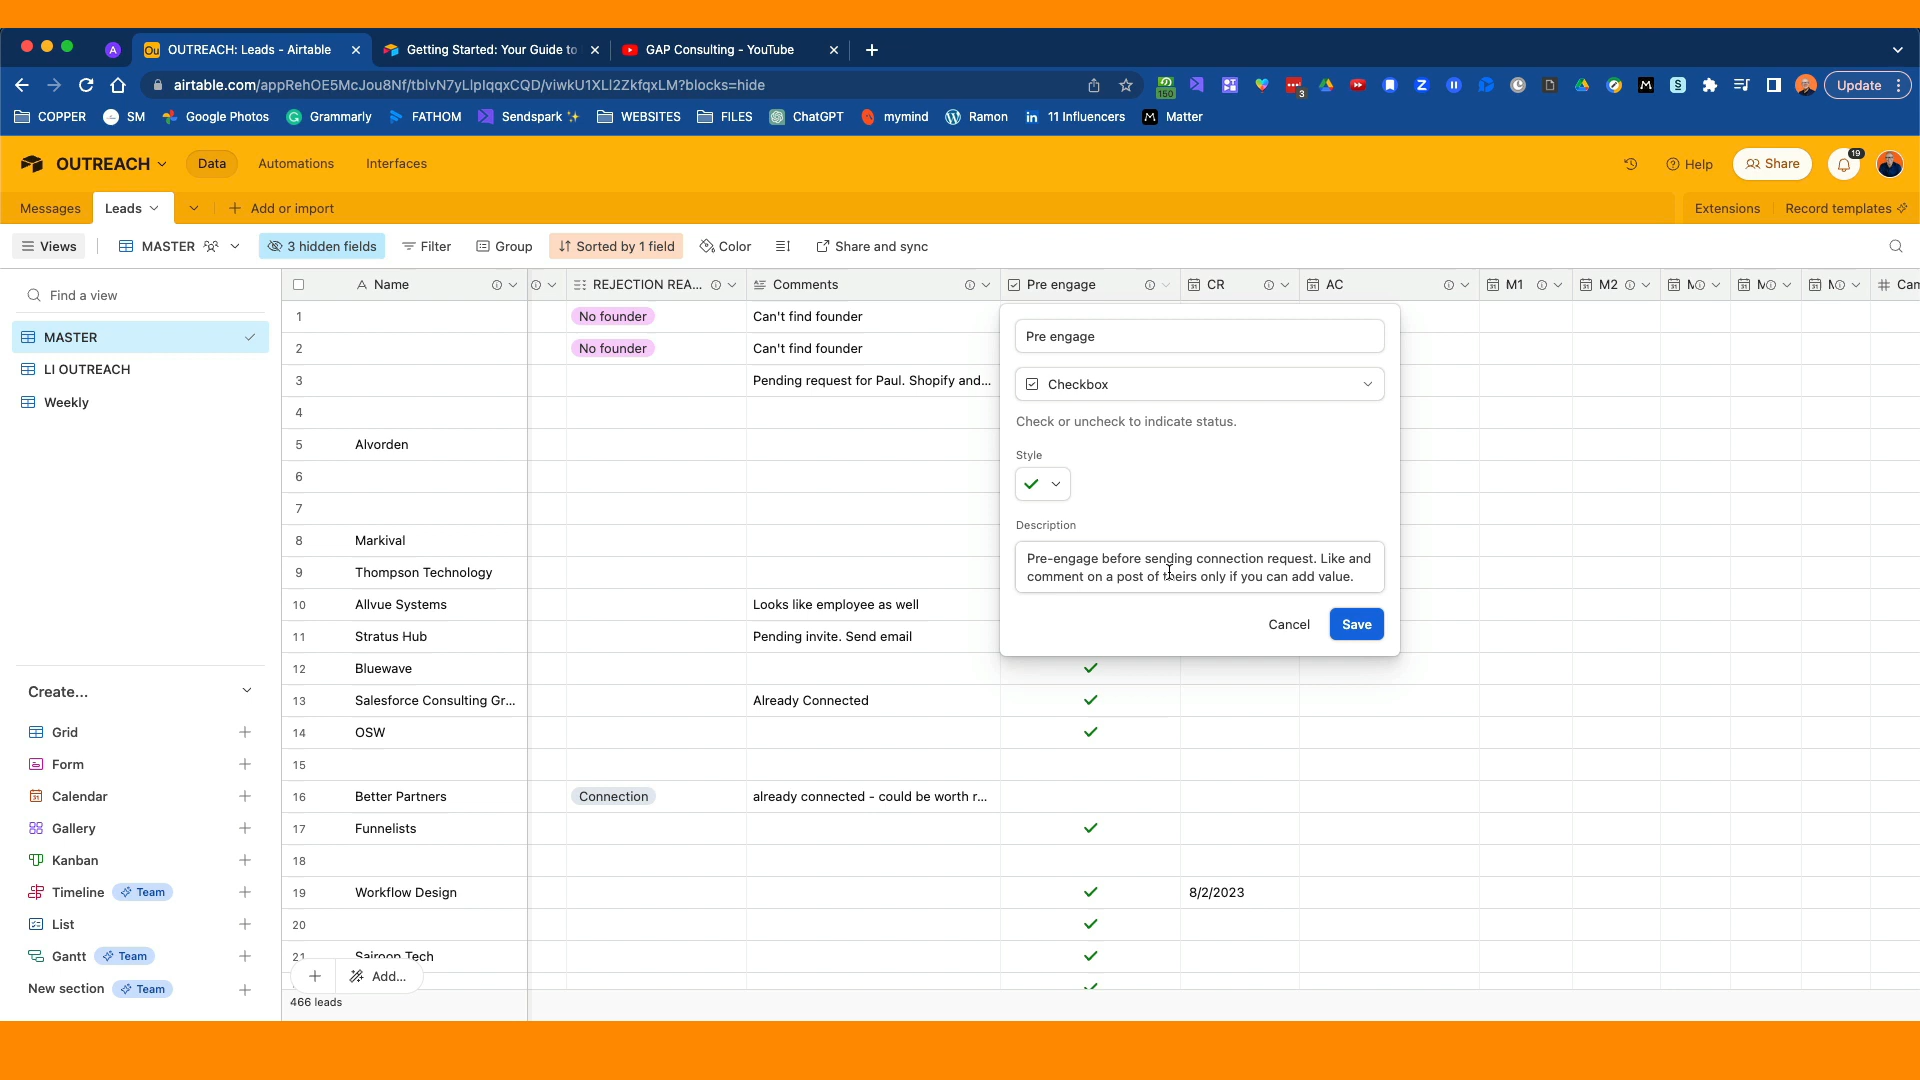 OUTREACH: Leads - Airtable
Getting Started: Your Guide to
GAP Consulting - YouTube
airtable.com/appRehOE5McJou8Nf/tblvN7yLlpIqqxCQD/viwkU1XLl2ZkfqxLM?blocks=hide
150
3
Update
COPPER
SM
Google Photos
Grammarly
FATHOM
Sendspark
WEBSITES
FILES
ChatGPT
mymind
Ramon
11 Influencers
Matter
OUTREACH
Data
Automations
Interfaces
Help
Share
19
Messages
Leads
Add or import
Extensions
Record templates
Views
MASTER
3 hidden fields
Filter
Group
Sorted by 1 field
Color
Share and sync
Find a view
MASTER
LI OUTREACH
Weekly
Create...
Grid
Form
Calendar
Gallery
Kanban
Timeline Team
List
Gantt Team
New section Team
Name REJECTION REA... Comments Pre engage CR AC M1 M2 M M M # Can
1 No founder Can't find founder
2 No founder Can't find founder
3 Pending request for Paul. Shopify and...
4
5 Alvorden
6
7
8 Markival
9 Thompson Technology
10 Allvue Systems Looks like employee as well
11 Stratus Hub Pending invite. Send email
12 Bluewave
13 Salesforce Consulting Gr... Already Connected
14 OSW
15
16 Better Partners Connection already connected - could be worth r...
17 Funnelists
18
19 Workflow Design 8/2/2023
20
21 Sairoon Tech
Add...
466 leads
Pre engage
Checkbox
Check or uncheck to indicate status.
Style
Description
Pre-engage before sending connection request. Like and
comment on a post of theirs only if you can add value.
Cancel
Save